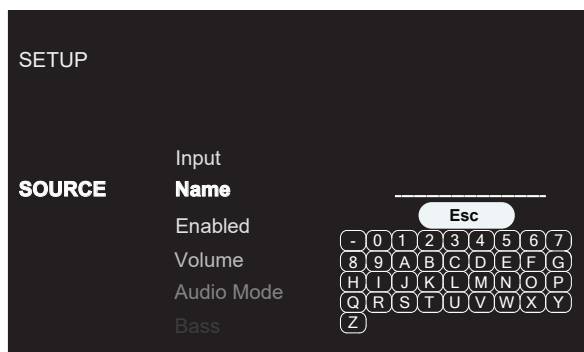 SETUP
Input
SOURCE Name _____________
Esc
Enabled
- 0 1 2 3 4 5 6 7
Volume
8 9 A B C D E F G
H I J K L M N O P
Audio Mode
Q R S T U V W X Y
Bass
Z